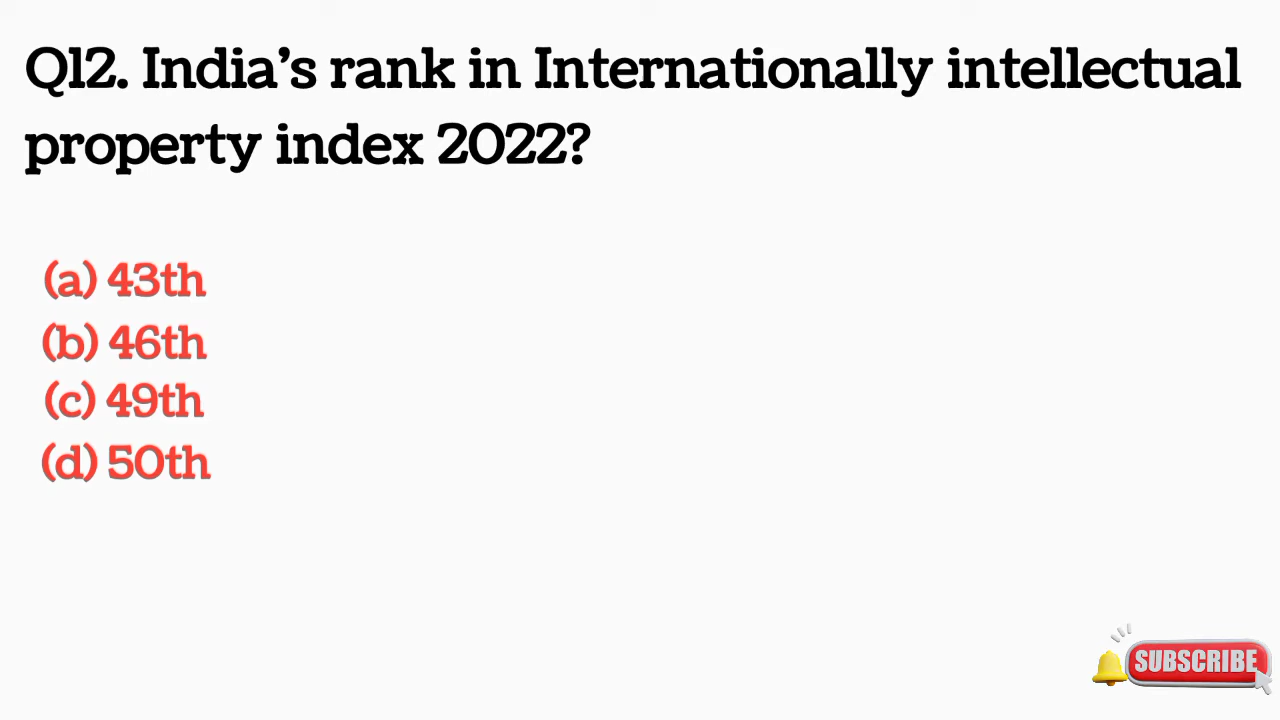 Q12. India’s rank in Internationally intellectual
property index 2022?
(a) 43th
(b) 46th
(c) 49th
(d) 50th
SUBSCRIBE